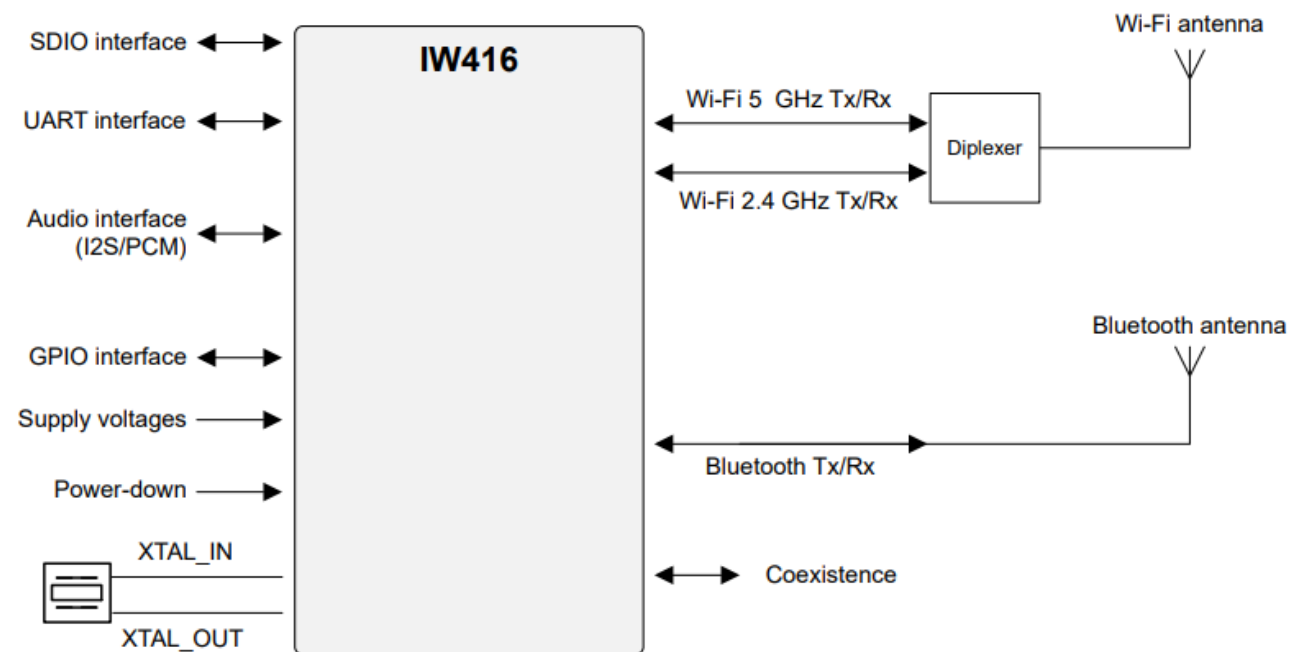 SDIO interface
UART interface
Audio interface
(I2S/PCM)
GPIO interface
Supply voltages
Power-down
XTAL_IN
XTAL_OUT
IW416
Wi-Fi 5 GHz Tx/Rx
Wi-Fi 2.4 GHz Tx/Rx
Diplexer
Wi-Fi antenna
Bluetooth antenna
Bluetooth Tx/Rx
Coexistence